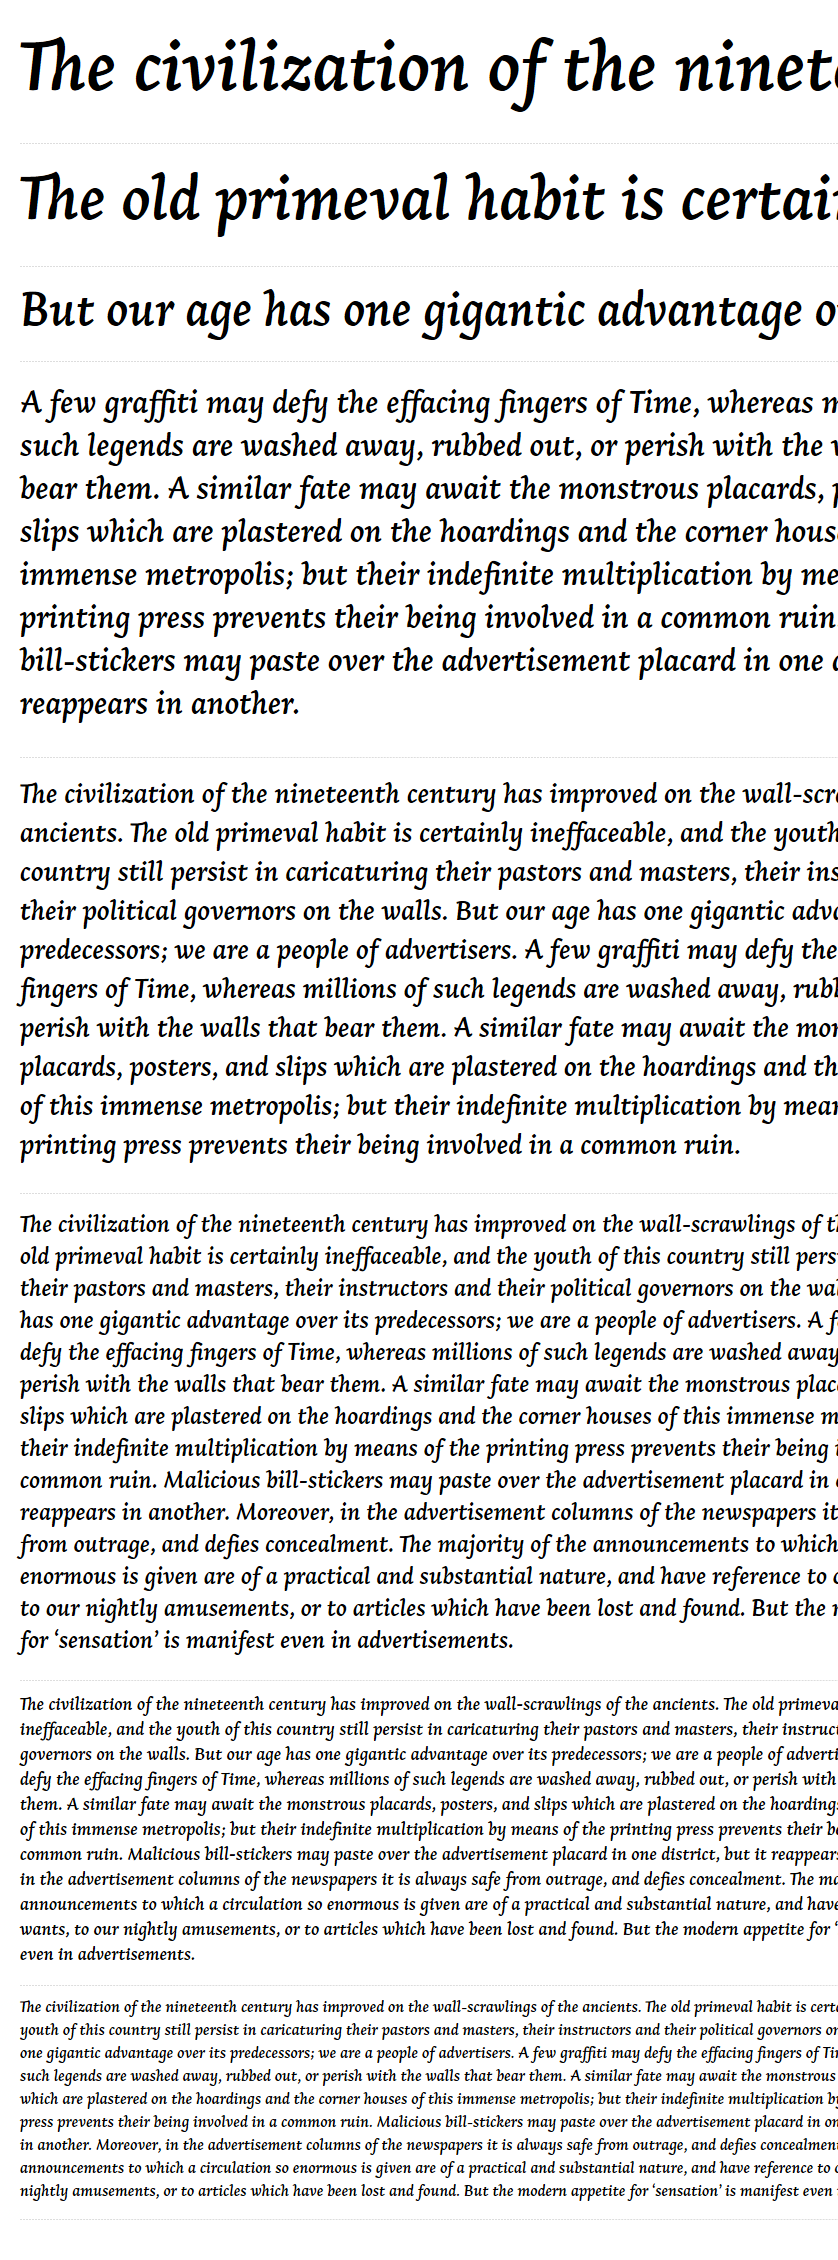 The civilization of the
The old primeval habit is
But our age has one gigantic advantage
A few graffiti may defy the effacing fingers of Time, whereas
such legends are washed away, rubbed out, or perish with the
bear them. A similar fate may await the monstrous placards,
slips which are plastered on the hoardings and the corner
immense metropolis; but their indefinite multiplication by
printing press prevents their being involved in a common ruin
bill-stickers may paste over the advertisement placard in one
reappears in another.
The civilization of the nineteenth century has improved on the
ancients. The old primeval habit is certainly ineffaceable, and the youth
country still persist in caricaturing their pastors and masters, their
their political governors on the walls. But our age has one gigantic
predecessors; we are a people of advertisers. A few graffiti may defy the
fingers of Time, whereas millions of such legends are washed away,
perish with the walls that bear them. A similar fate may await the
placards, posters, and slips which are plastered on the hoardings and
of this immense metropolis; but their indefinite multiplication by
printing press prevents their being involved in a common ruin.
The civilization of the nineteenth century has improved on the wall-scrawlings of
old primeval habit is certainly ineffaceable, and the youth of this country still
their pastors and masters, their instructors and their political governors on the
has one gigantic advantage over its predecessors; we are a people of advertisers. A
defy the effacing fingers of Time, whereas millions of such legends are washed away
perish with the walls that bear them. A similar fate may await the monstrous
slips which are plastered on the hoardings and the corner houses of this immense
their indefinite multiplication by means of the printing press prevents their being
common ruin. Malicious bill-stickers may paste over the advertisement placard in
reappears in another. Moreover, in the advertisement columns of the newspapers it
from outrage, and defies concealment. The majority of the announcements to which
enormous is given are of a practical and substantial nature, and have reference to
to our nightly amusements, or to articles which have been lost and found. But the
for ‘sensation’ is manifest even in advertisements.
The civilization of the nineteenth century has improved on the wall-scrawlings of the ancients. The old
ineffaceable, and the youth of this country still persist in caricaturing their pastors and masters, their
governors on the walls. But our age has one gigantic advantage over its predecessors; we are a people of
defy the effacing fingers of Time, whereas millions of such legends are washed away, rubbed out, or perish with
them. A similar fate may await the monstrous placards, posters, and slips which are plastered on the
of this immense metropolis; but their indefinite multiplication by means of the printing press prevents their
common ruin. Malicious bill-stickers may paste over the advertisement placard in one district, but it
in the advertisement columns of the newspapers it is always safe from outrage, and defies concealment. The
announcements to which a circulation so enormous is given are of a practical and substantial nature, and
wants, to our nightly amusements, or to articles which have been lost and found. But the modern appetite for
even in advertisements.
The civilization of the nineteenth century has improved on the wall-scrawlings of the ancients. The old primeval habit is
youth of this country still persist in caricaturing their pastors and masters, their instructors and their political governors
one gigantic advantage over its predecessors; we are a people of advertisers. A few graffiti may defy the effacing fingers of
such legends are washed away, rubbed out, or perish with the walls that bear them. A similar fate may await the monstrous
which are plastered on the hoardings and the corner houses of this immense metropolis; but their indefinite multiplication
press prevents their being involved in a common ruin. Malicious bill-stickers may paste over the advertisement placard in
in another. Moreover, in the advertisement columns of the newspapers it is always safe from outrage, and defies
announcements to which a circulation so enormous is given are of a practical and substantial nature, and have reference to
nightly amusements, or to articles which have been lost and found. But the modern appetite for ‘sensation’ is manifest even